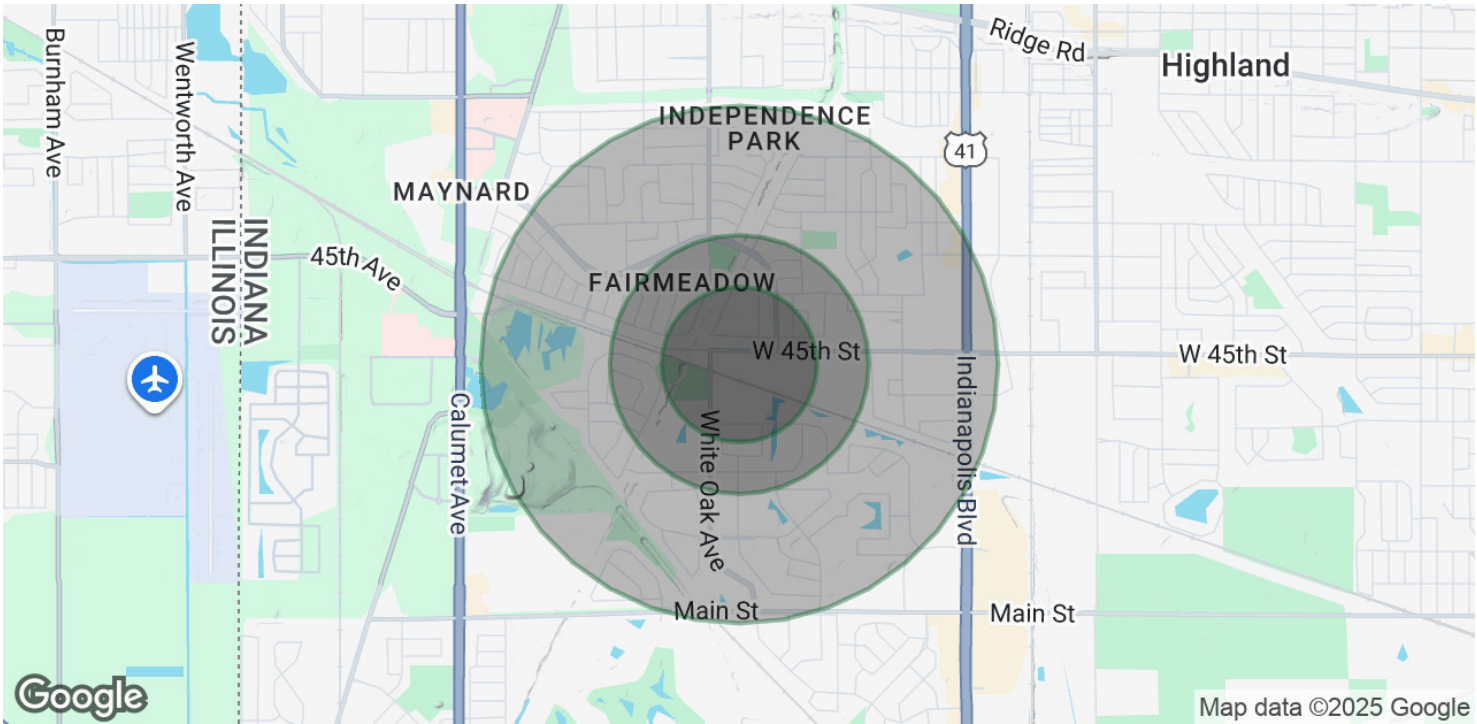 Burnham Ave
Wentworth Ave
Ridge Rd
Highland
INDEPENDENCE
PARK
41
MAYNARD
INDIANA
ILLINOIS
45th Ave
FAIRMEADOW
W 45th St
W 45th St
Calumet Ave
White Oak Ave
Indianapolis Blvd
Main St
Main St
Google
Map data ©2025 Google